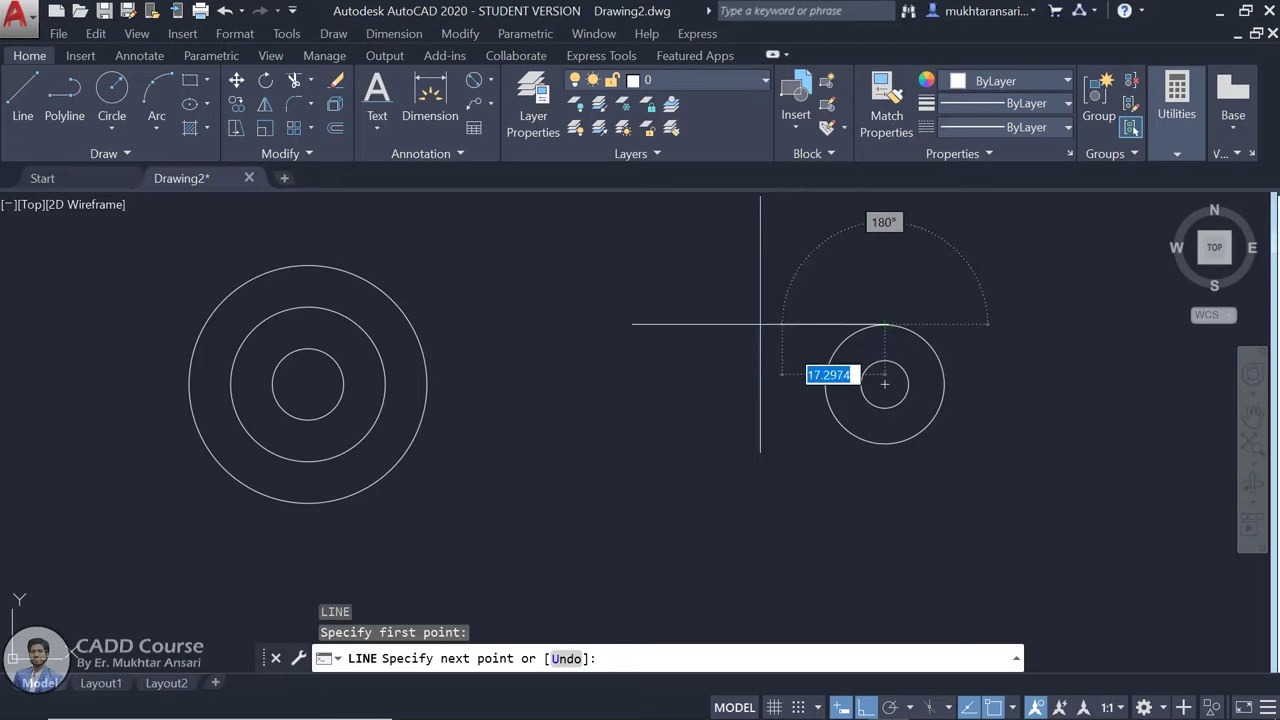 Autodesk AutoCAD 2020 - STUDENT VERSION Drawing2.dwg
Type a keyword or phrase
mukhtaransari...
File Edit View Insert Format Tools Draw Dimension Modify Parametric Window Help Express
Home Insert Annotate Parametric View Manage Output Add-ins Collaborate Express Tools Featured Apps
Line Polyline Circle Arc
Text Dimension
Layer Properties
0
Insert
Match Properties
ByLayer
ByLayer
ByLayer
Group
Utilities
Base
Draw Modify Annotation Layers Block Properties Groups V...
Start Drawing2*
[−][Top][2D Wireframe]
180°
N
W TOP E
S
WCS
17.2974
Y
LINE
Specify first point:
CADD Course
By Er. Mukhtar Ansari
LINE Specify next point or [Undo]:
Model Layout1 Layout2
MODEL 1:1